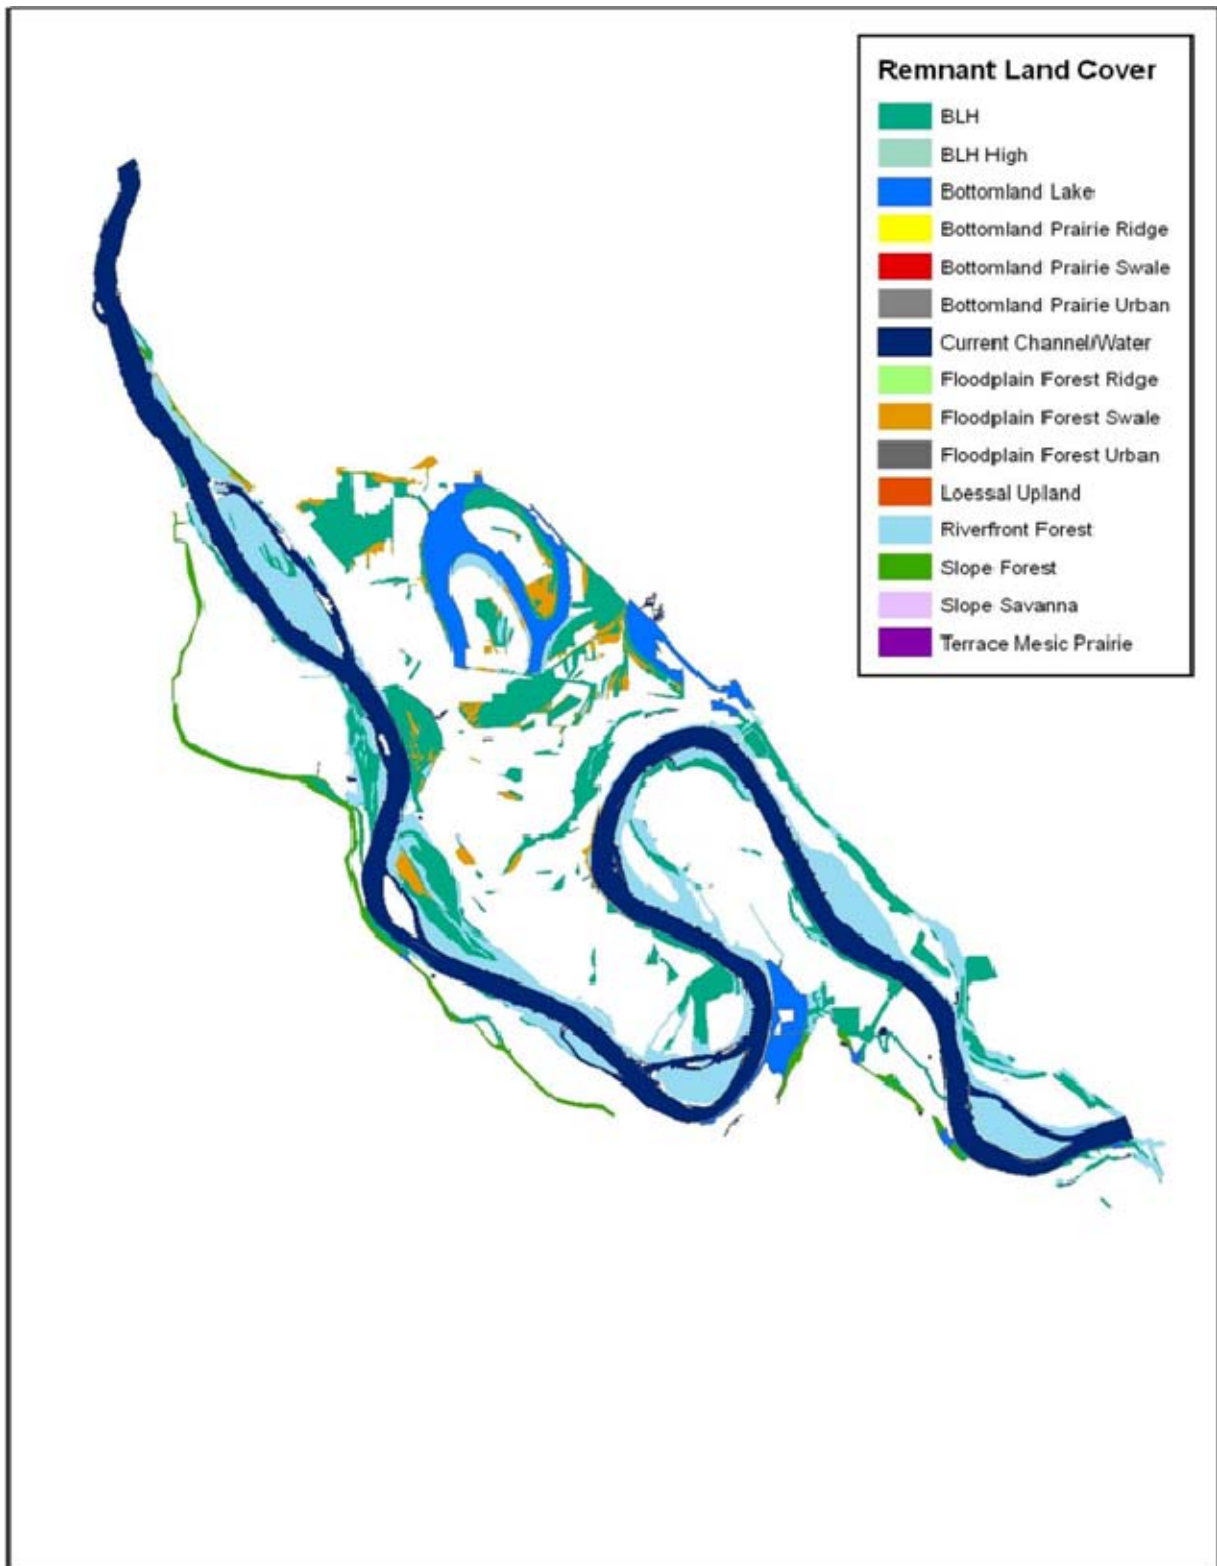 Remnant Land Cover
BLH
BLH High
Bottomland Lake
Bottomland Prairie Ridge
Bottomland Prairie Swale
Bottomland Prairie Urban
Current Channel/Water
Floodplain Forest Ridge
Floodplain Forest Swale
Floodplain Forest Urban
Loessal Upland
Riverfront Forest
Slope Forest
Slope Savanna
Terrace Mesic Prairie